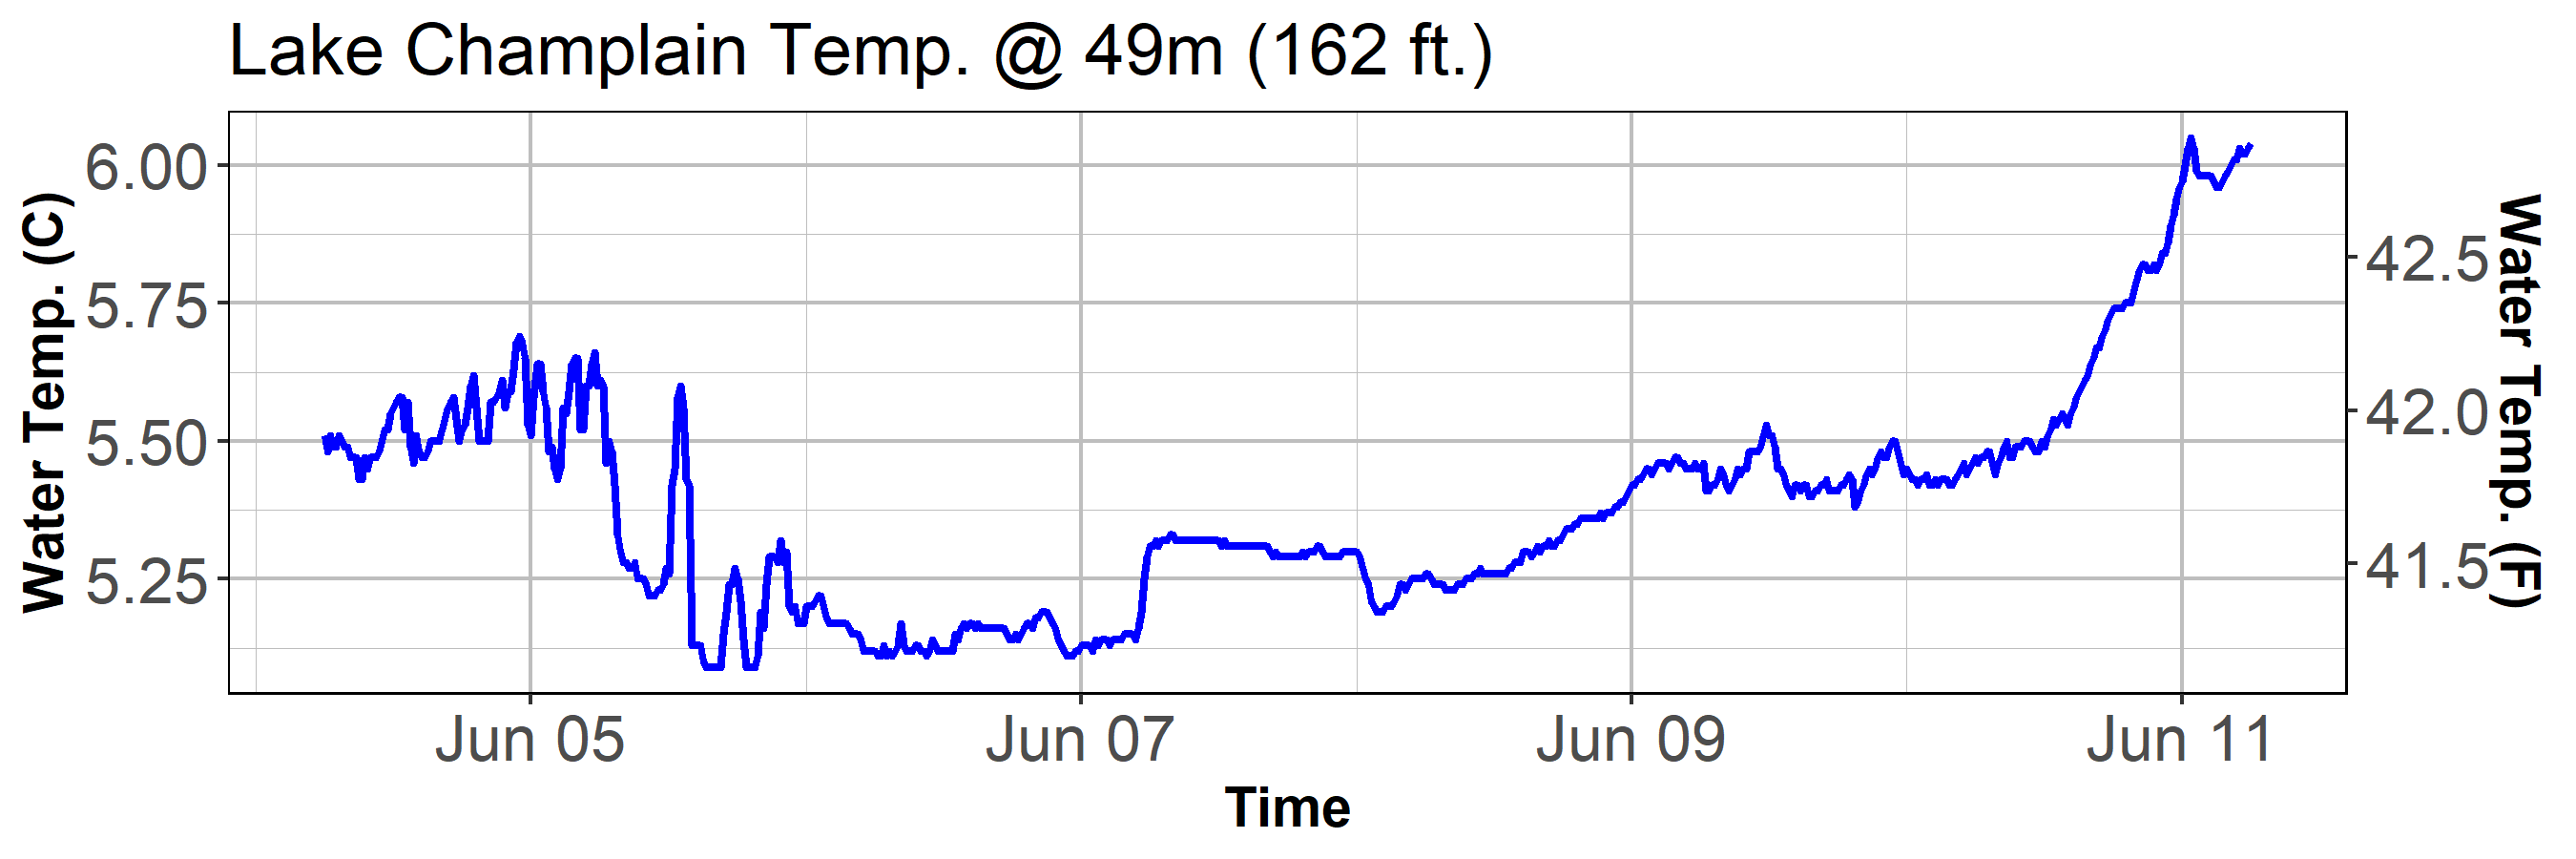 Lake Champlain Temp. @ 49m (162 ft.)
Water Temp. (C)
6.00
5.75
5.50
5.25
42.5
42.0
41.5
Water Temp. (F)
Jun 05
Jun 07
Jun 09
Jun 11
Time